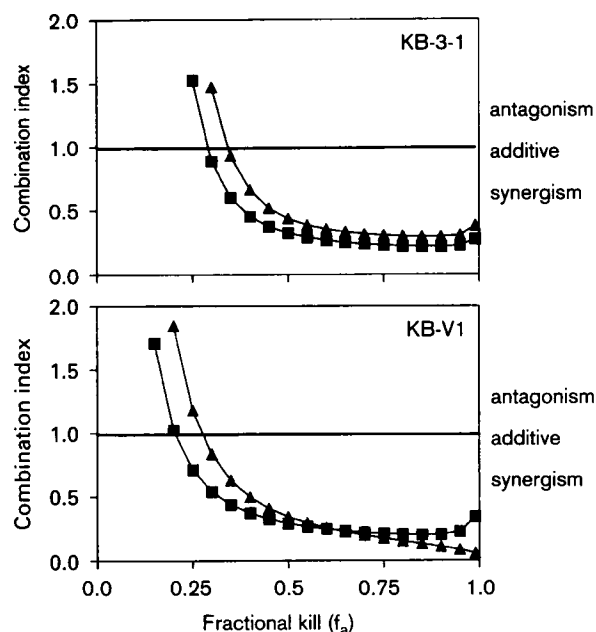 2.0
KB-3-1
1.5
antagonism
1.0
additive
synergism
0.5
0.0
Combination index
2.0
KB-V1
1.5
antagonism
1.0
additive
synergism
0.5
0.0
Combination index
0.0 0.25 0.5 0.75 1.0
Fractional kill (fa)